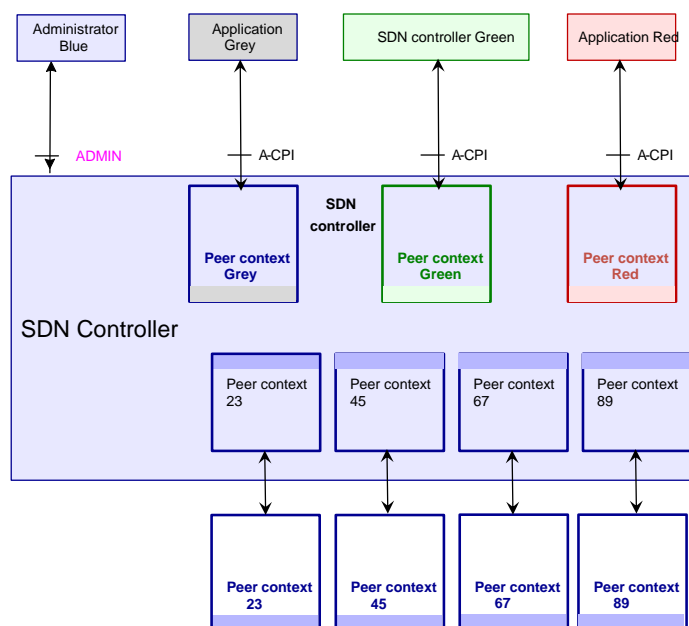 Administrator
Blue
Application
Grey
SDN controller Green
Application Red
ADMIN
A-CPI
A-CPI
A-CPI
SDN
controller
Peer context
Grey
Peer context
Green
Peer context
Red
SDN Controller
Peer context
23
Peer context
45
Peer context
67
Peer context
89
Peer context
23
Peer context
45
Peer context
67
Peer context
89